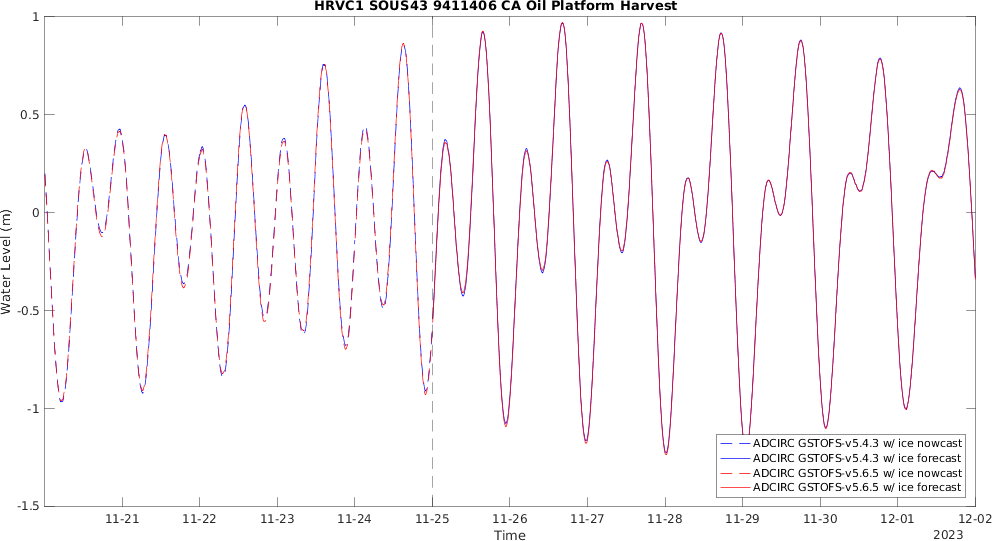 HRVC1 SOUS43 9411406 CA Oil Platform Harvest
1
0.5
0
-0.5
-1
-1.5
Water Level (m)
ADCIRC GSTOFS-v5.4.3 w/ ice nowcast
ADCIRC GSTOFS-v5.4.3 w/ ice forecast
ADCIRC GSTOFS-v5.6.5 w/ ice nowcast
ADCIRC GSTOFS-v5.6.5 w/ ice forecast
11-21 11-22 11-23 11-24 11-25 11-26 11-27 11-28 11-29 11-30 12-01 12-02
Time
2023